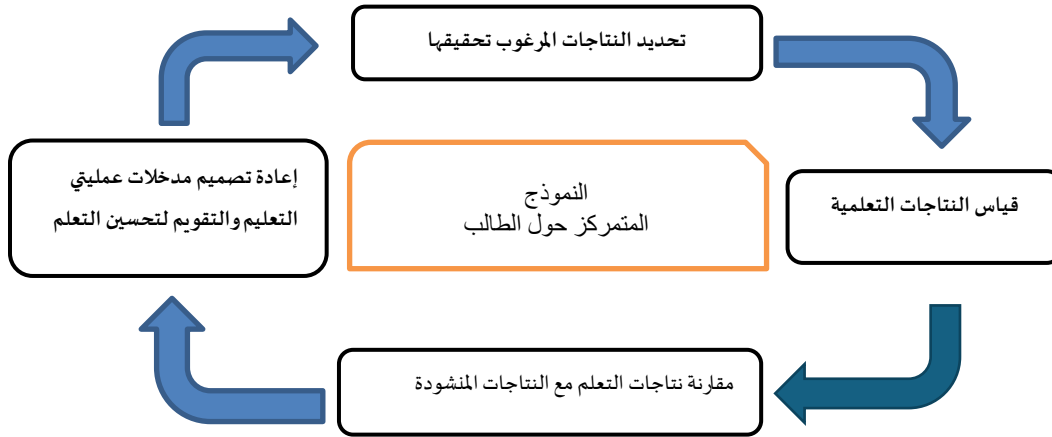 تحديد النتاجات المرغوب تحقيقها
إعادة تصميم مدخلات عمليتي
التعليم والتقويم لتحسين التعلم
النموذج
المتمركز حول الطالب
قياس النتاجات التعلمية
مقارنة نتاجات التعلم مع النتاجات المنشودة